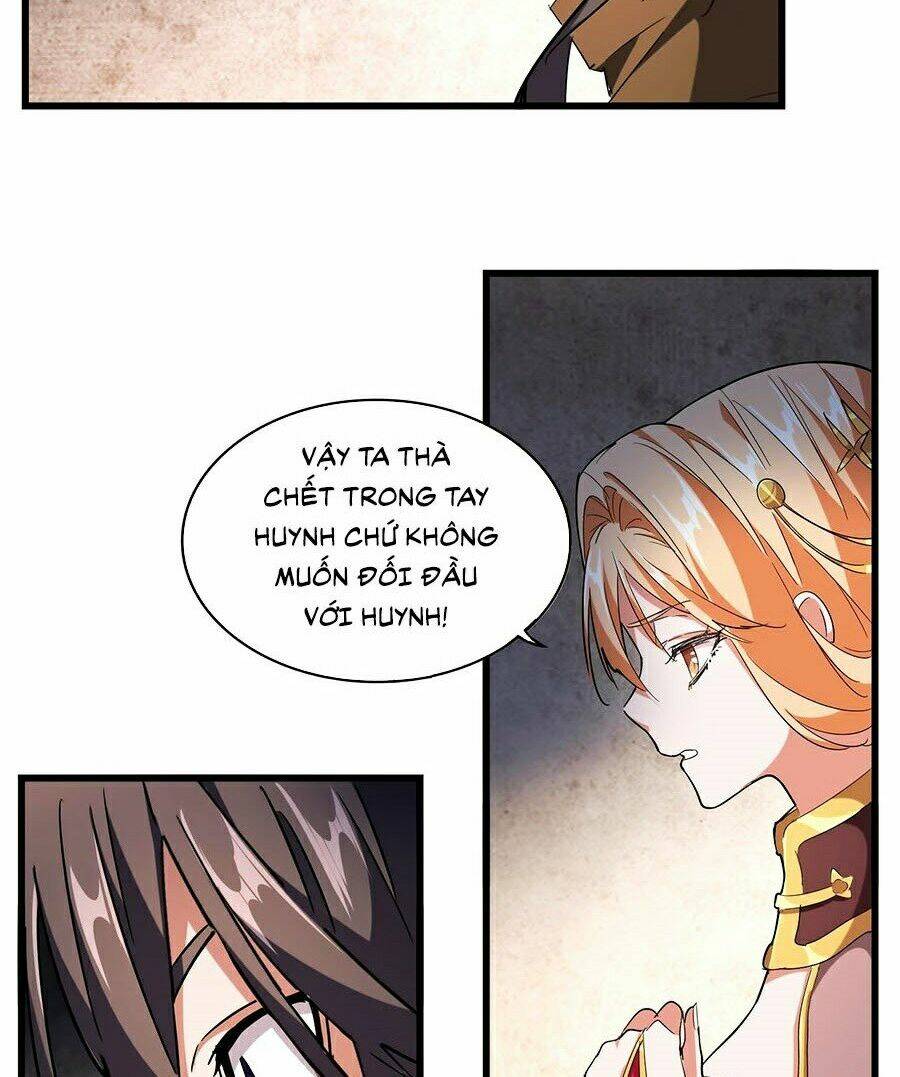 VẬY TA THÀ
CHẾT TRONG TAY
HUYNH CHỨ KHÔNG
MUỐN ĐỐI ĐẦU
VỚI HUYNH!